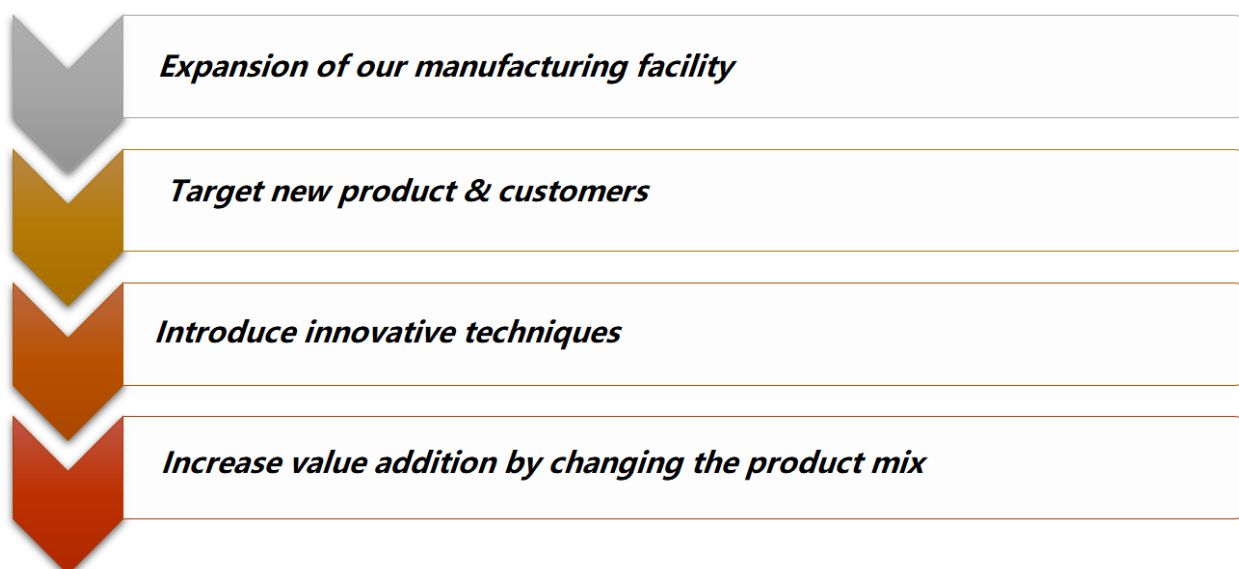 Expansion of our manufacturing facility
Target new product & customers
Introduce innovative techniques
Increase value addition by changing the product mix